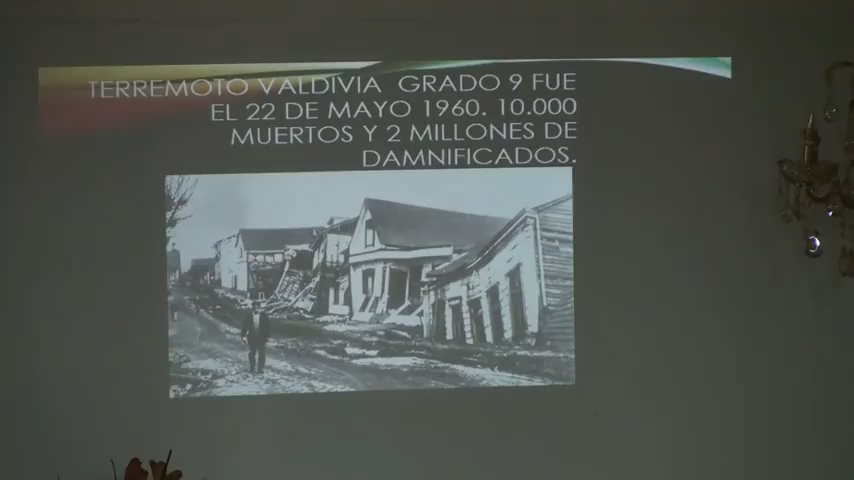 TERREMOTO VALDIVIA GRADO 9 FUE
EL 22 DE MAYO 1960. 10.000
MUERTOS Y 2 MILLONES DE
DAMNIFICADOS.